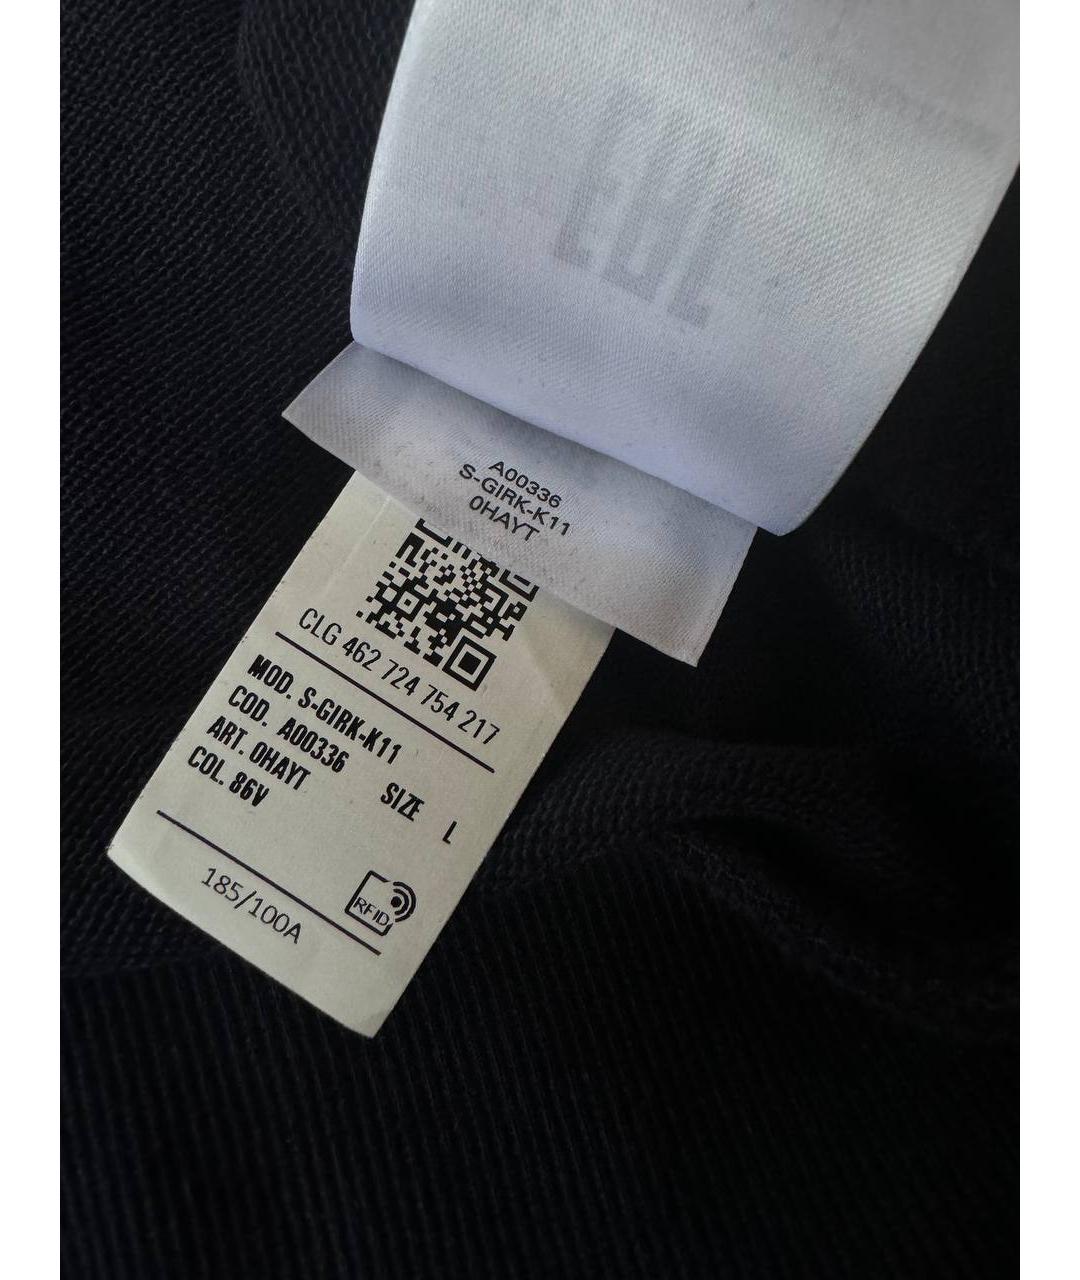 A00336
S-GIRK-K11
0HAYT
CLG 462 724 754 217
MOD. S-GIRK-K11
COD. A00336
ART. 0HAYT
SIZE L
COL. 86V
185/100A
RFID